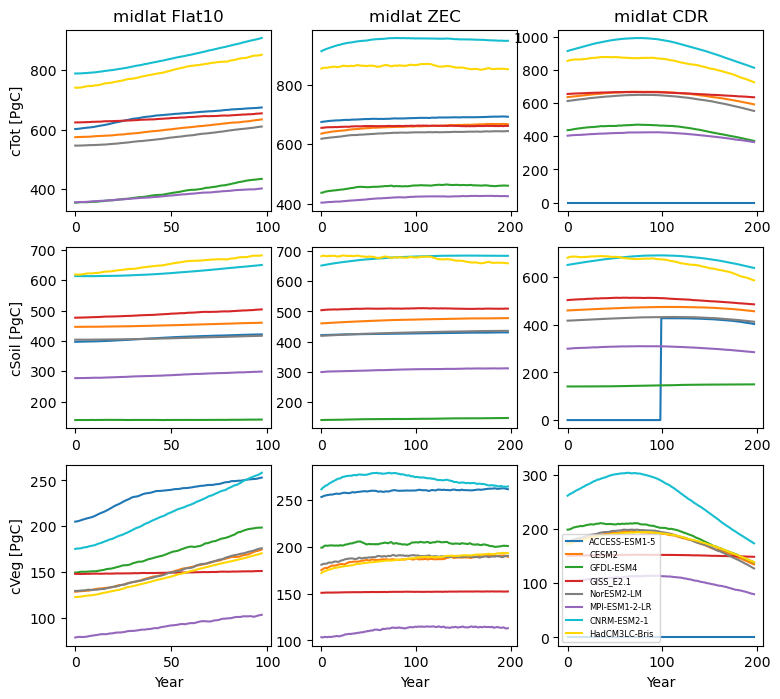 midlat Flat10 midlat ZEC midlat CDR
cTot [PgC]
800
600
400
0 50 100
800
600
400
0 100 200
1000
800
600
400
200
0
0 100 200
cSoil [PgC]
700
600
500
400
300
200
0 50 100
700
600
500
400
300
200
0 100 200
600
400
200
0
0 100 200
cVeg [PgC]
250
200
150
100
0 50 100
Year
250
200
150
100
0 100 200
Year
300
200
100
0
ACCESS-ESM1-5
CESM2
GFDL-ESM4
GISS_E2.1
NorESM2-LM
MPI-ESM1-2-LR
CNRM-ESM2-1
HadCM3LC-Bris
0 100 200
Year